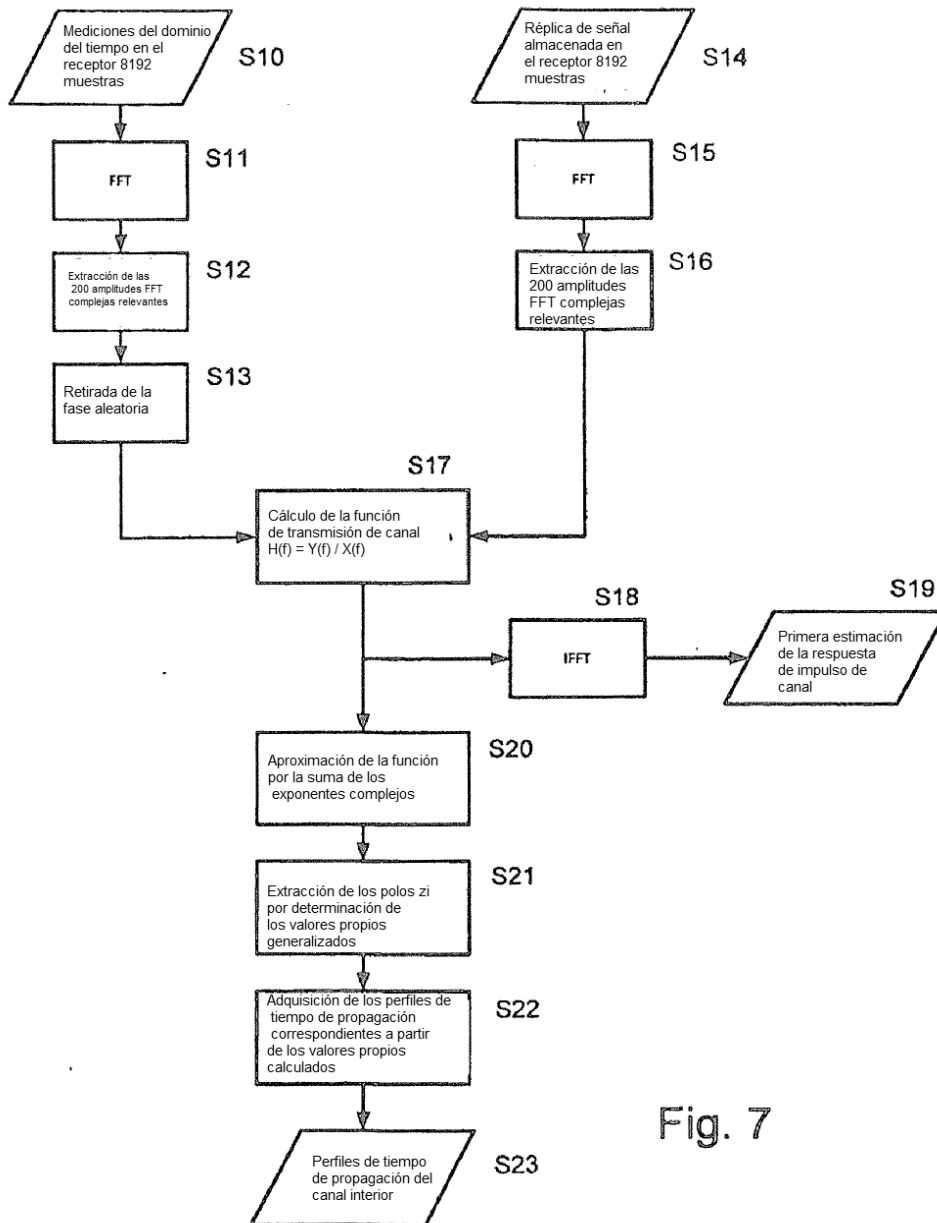 Mediciones del dominio
del tiempo en el
receptor 8192
muestras
S10
Réplica de señal
almacenada en
el receptor 8192
muestras
S14
FFT
S11
FFT
S15
Extracción de las
200 amplitudes FFT
complejas relevantes
S12
Extracción de las
200 amplitudes
FFT complejas
relevantes
S16
Retirada de la
fase aleatoria
S13
S17
Cálculo de la función
de transmisión de canal
H(f) = Y(f) / X(f)
S18
IFFT
S19
Primera estimación
de la respuesta
de impulso de
canal
Aproximación de la función
por la suma de los
exponentes complejos
S20
Extracción de los polos zi
por determinación de
los valores propios
generalizados
S21
Adquisición de los perfiles de
tiempo de propagación
correspondientes a partir
de los valores propios
calculados
S22
Perfiles de tiempo
de propagación del
canal interior
S23
Fig. 7